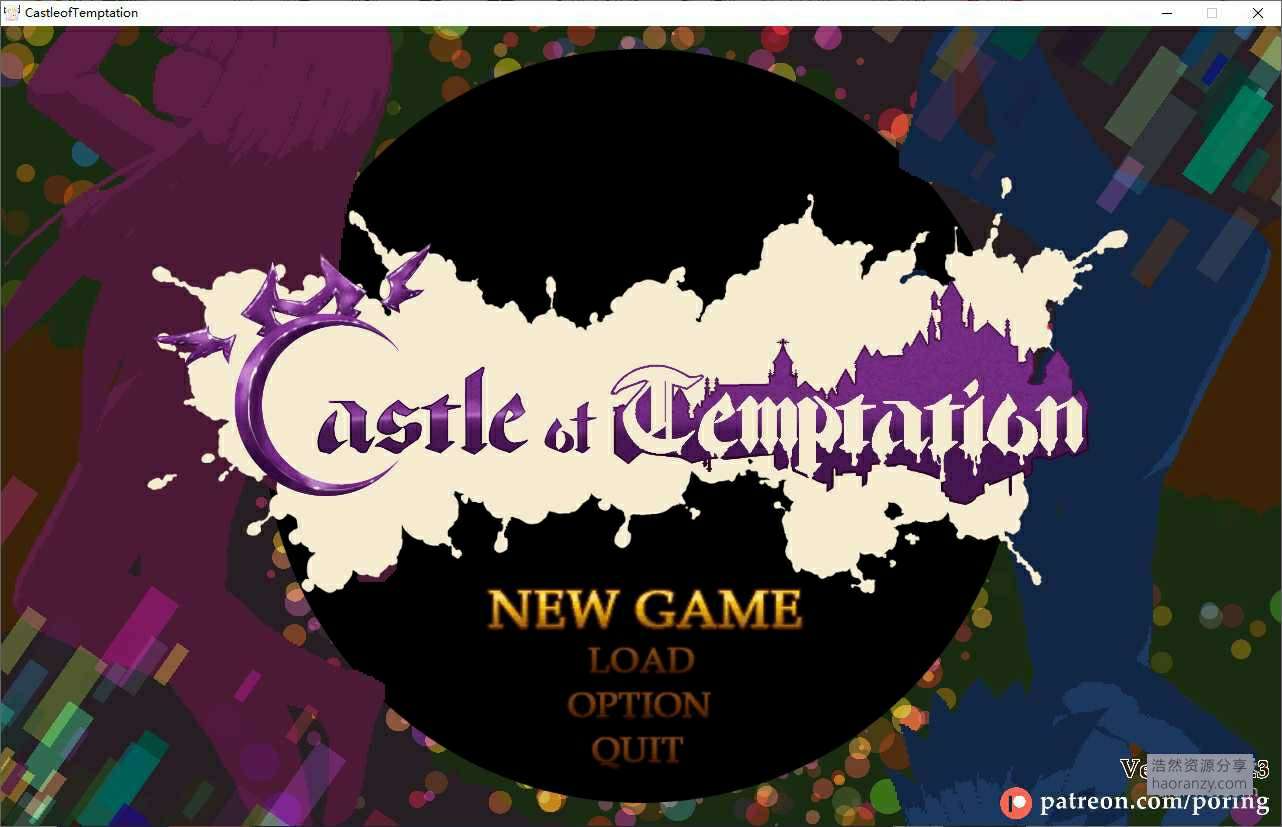 CastleofTemptation
Castle of Temptation
NEW GAME
LOAD
OPTION
QUIT
浩然资源分享
haoranzy.com
patreon.com/poring